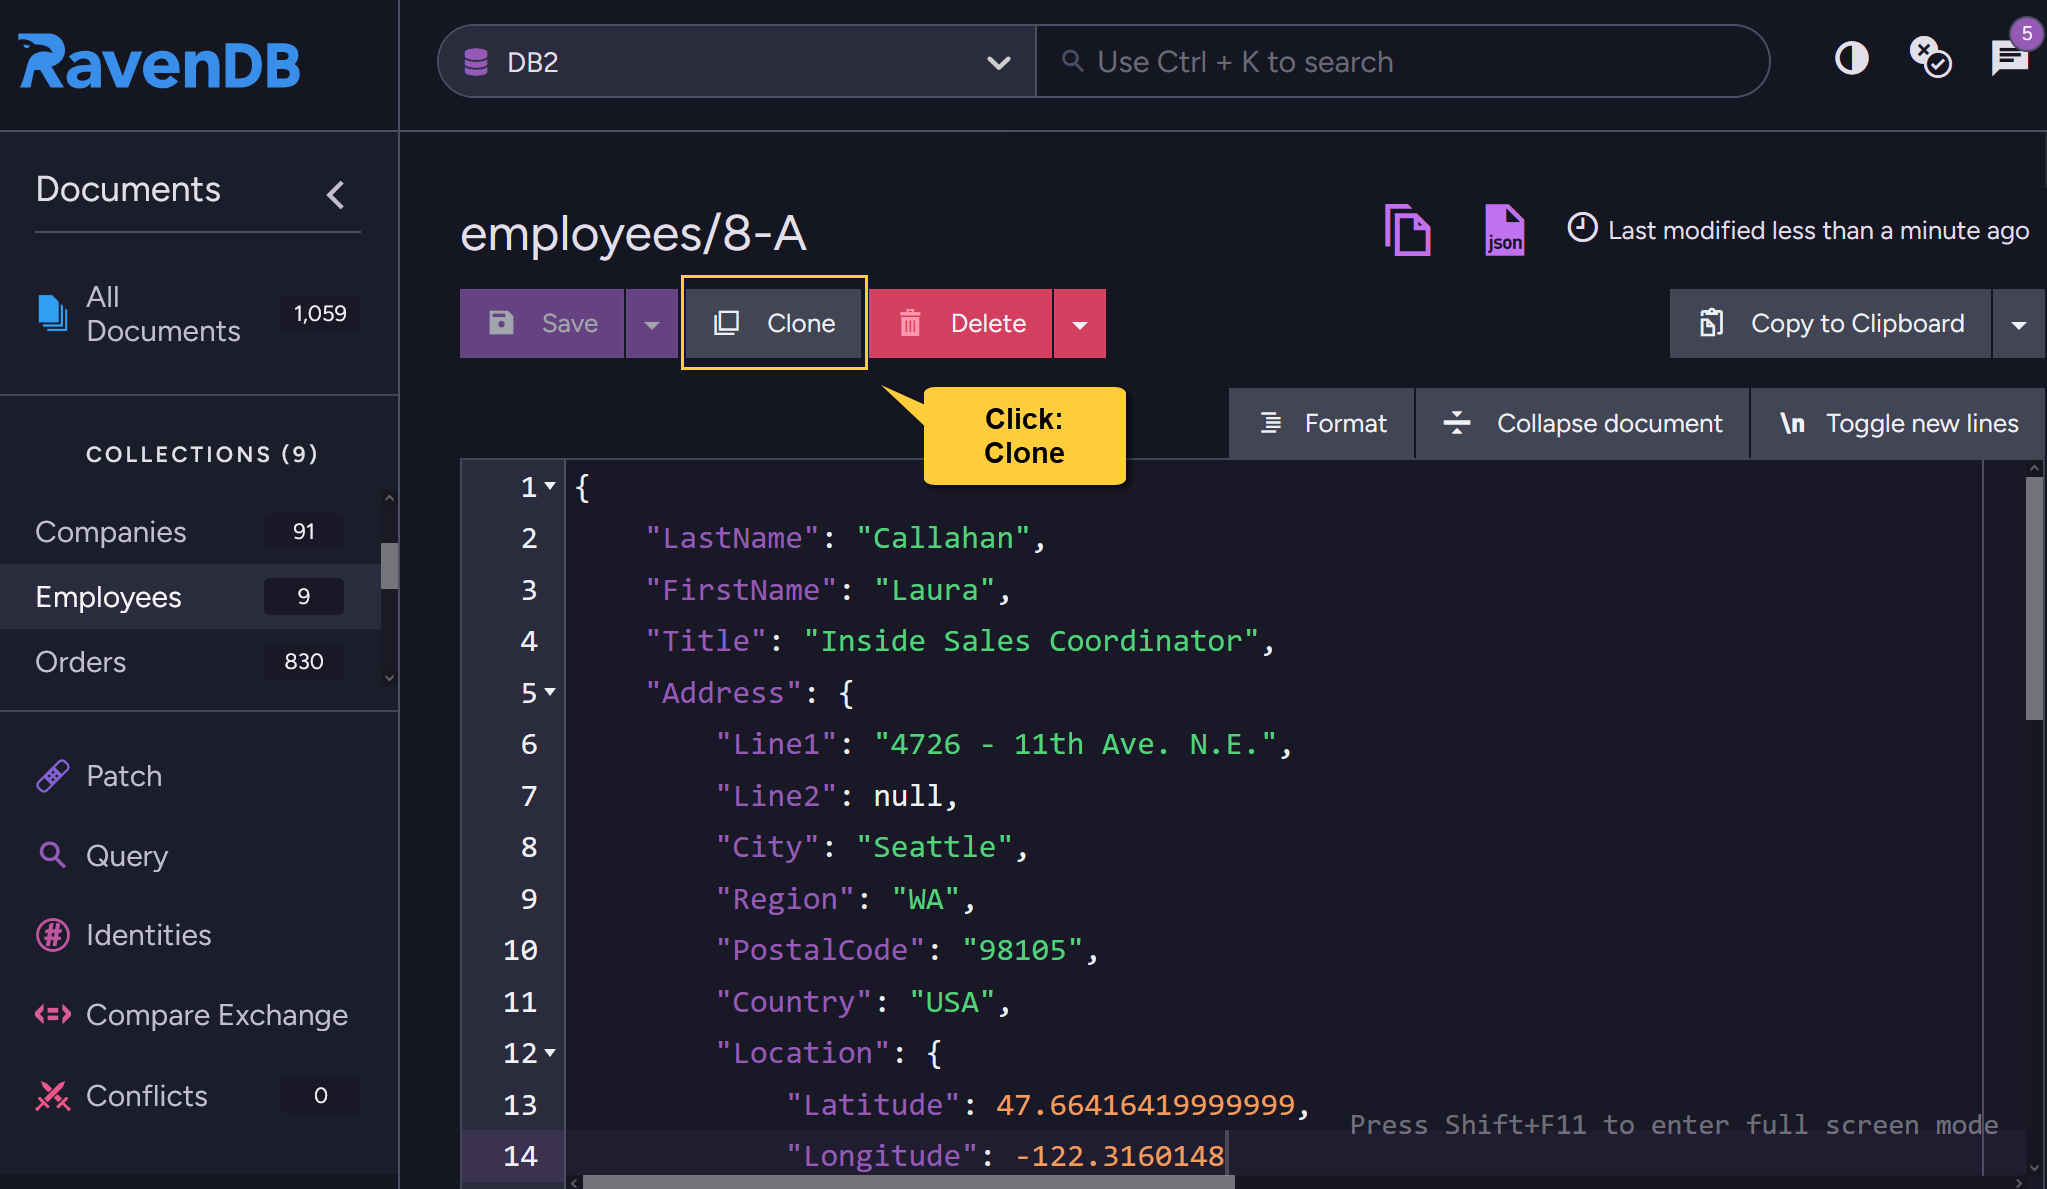 RavenDB
DB2
Use Ctrl + K to search
5
Documents
All
Documents
1,059
COLLECTIONS (9)
Companies 91
Employees 9
Orders 830
Patch
Query
Identities
Compare Exchange
Conflicts 0
employees/8-A
json
Last modified less than a minute ago
Save
Clone
Delete
Copy to Clipboard
Click:
Clone
Format
Collapse document
\n Toggle new lines
1 {
2 "LastName": "Callahan",
3 "FirstName": "Laura",
4 "Title": "Inside Sales Coordinator",
5 "Address": {
6 "Line1": "4726 - 11th Ave. N.E.",
7 "Line2": null,
8 "City": "Seattle",
9 "Region": "WA",
10 "PostalCode": "98105",
11 "Country": "USA",
12 "Location": {
13 "Latitude": 47.66416419999999,
14 "Longitude": -122.3160148
Press Shift+F11 to enter full screen mode